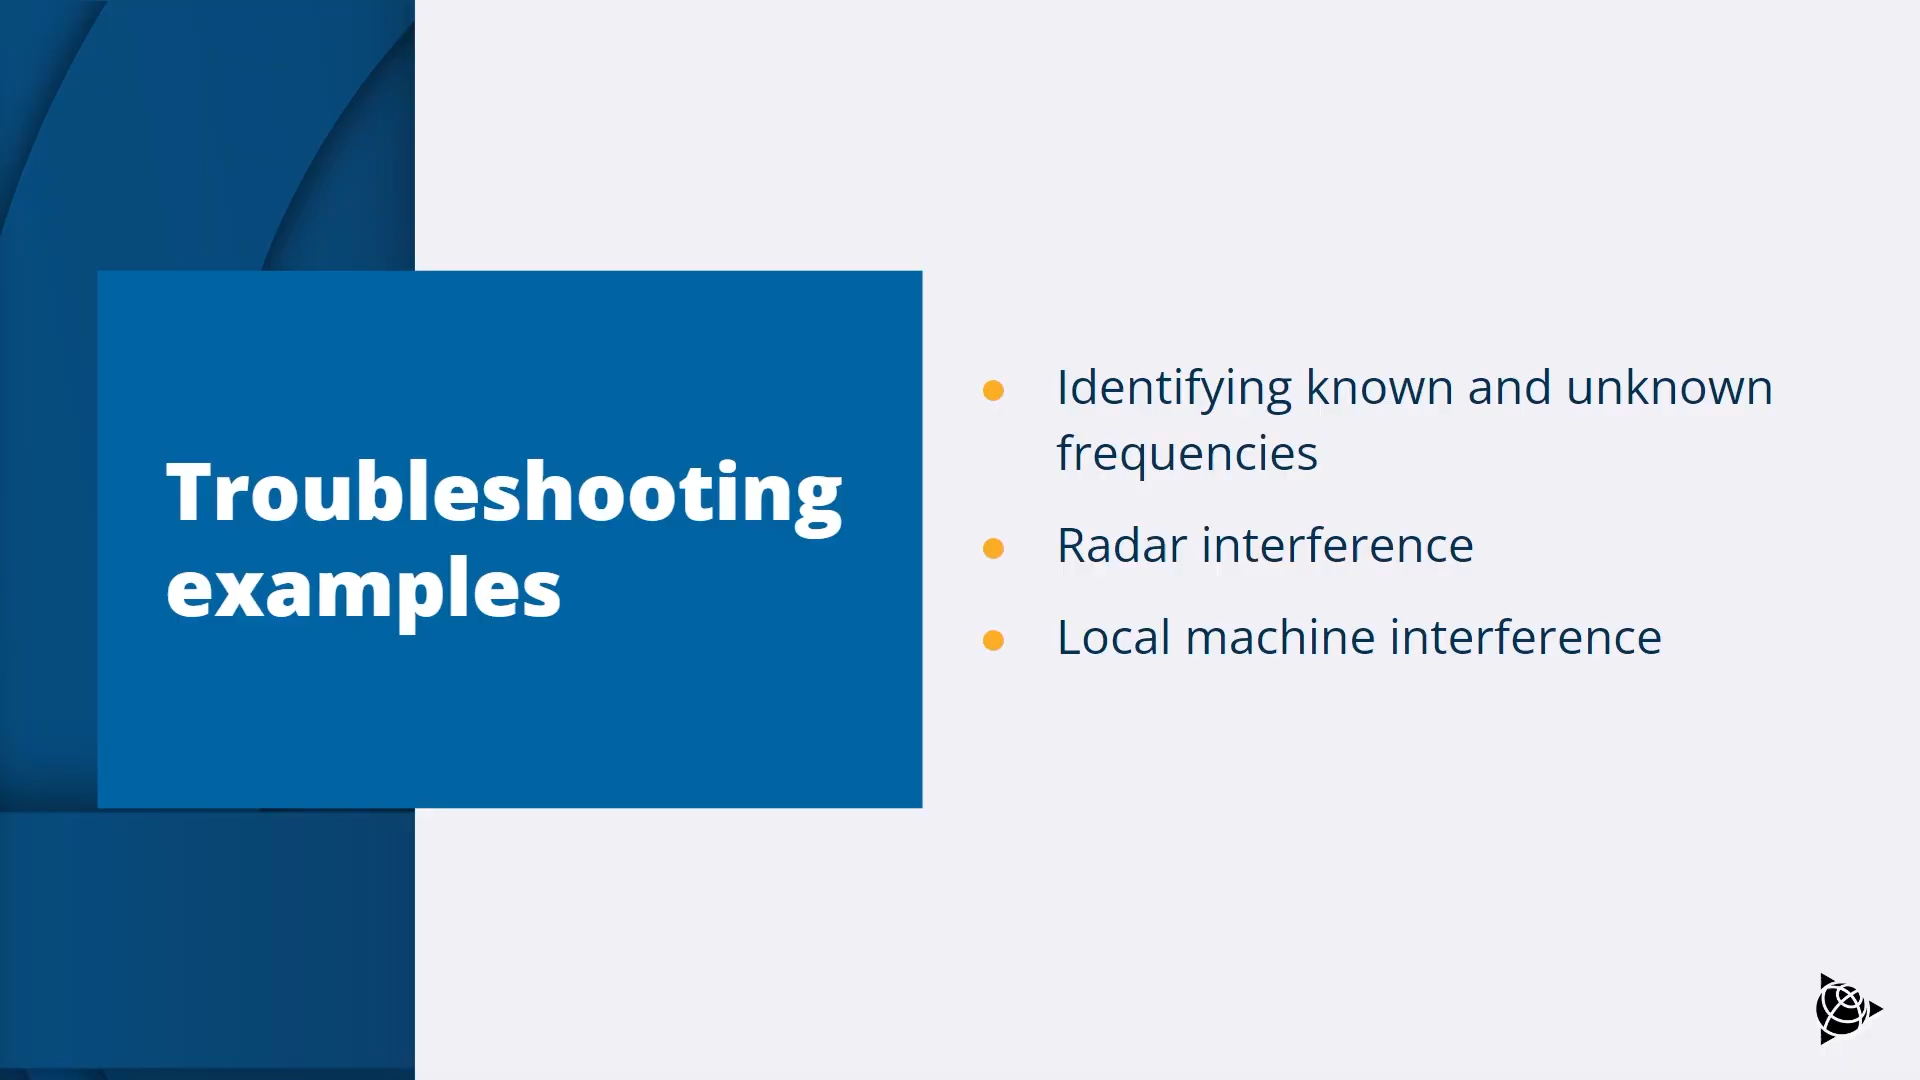 Troubleshooting
examples
Identifying known and unknown
frequencies
Radar interference
Local machine interference